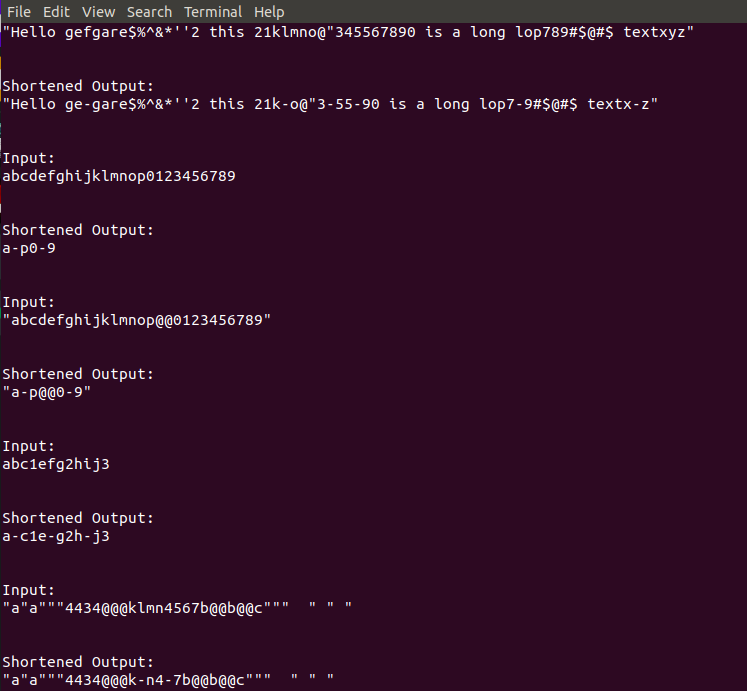 File Edit View Search Terminal Help
"Hello gefgare$%^&*''2 this 21klmno@"345567890 is a long lop789#$@#$ textxyz"
Shortened Output:
"Hello ge-gare$%^&*''2 this 21k-o@"3-55-90 is a long lop7-9#$@#$ textx-z"
Input:
abcdefghijklmnop0123456789
Shortened Output:
a-p0-9
Input:
"abcdefghijklmnop@@0123456789"
Shortened Output:
"a-p@@0-9"
Input:
abc1efg2hij3
Shortened Output:
a-c1e-g2h-j3
Input:
"a"a"""4434@@@klmn4567b@@b@@c"""  " " "
Shortened Output:
"a"a"""4434@@@k-n4-7b@@b@@c"""  " " "